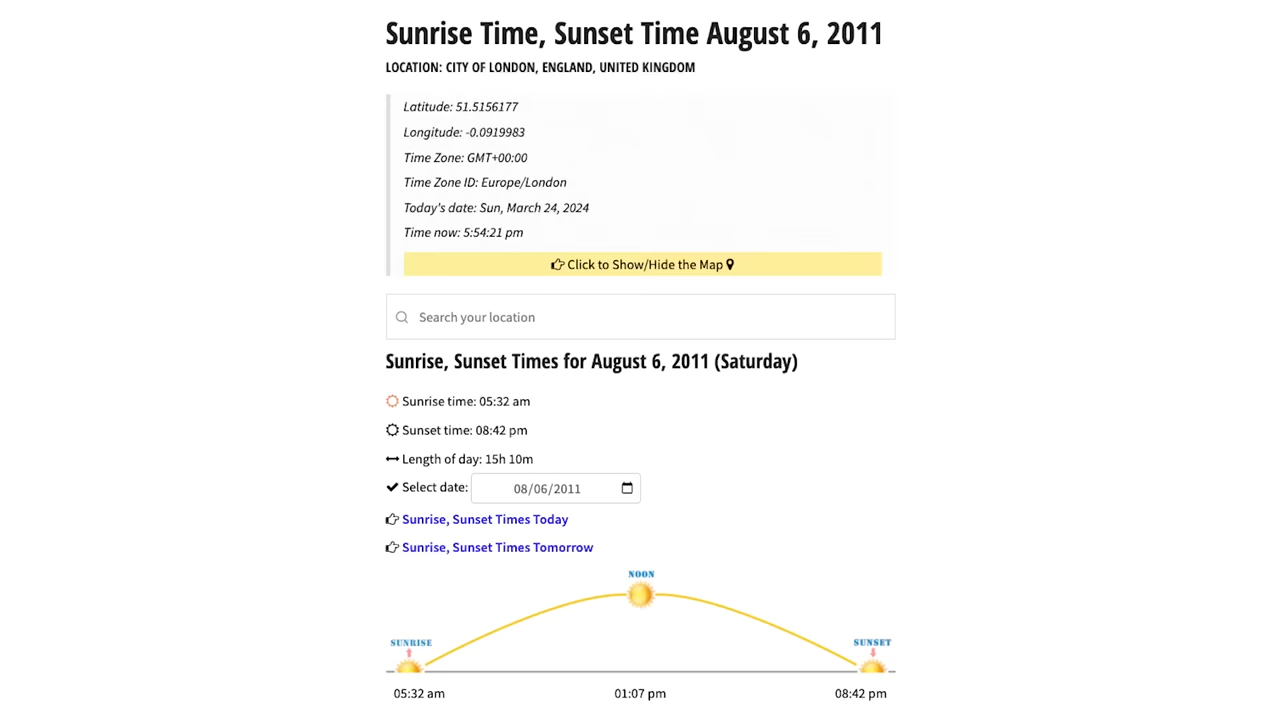 Sunrise Time, Sunset Time August 6, 2011
LOCATION: CITY OF LONDON, ENGLAND, UNITED KINGDOM
Latitude: 51.5156177
Longitude: -0.0919983
Time Zone: GMT+00:00
Time Zone ID: Europe/London
Today's date: Sun, March 24, 2024
Time now: 5:54:21 pm
Click to Show/Hide the Map
Search your location
Sunrise, Sunset Times for August 6, 2011 (Saturday)
Sunrise time: 05:32 am
Sunset time: 08:42 pm
Length of day: 15h 10m
Select date: 08/06/2011
Sunrise, Sunset Times Today
Sunrise, Sunset Times Tomorrow
NOON
SUNRISE SUNSET
05:32 am 01:07 pm 08:42 pm